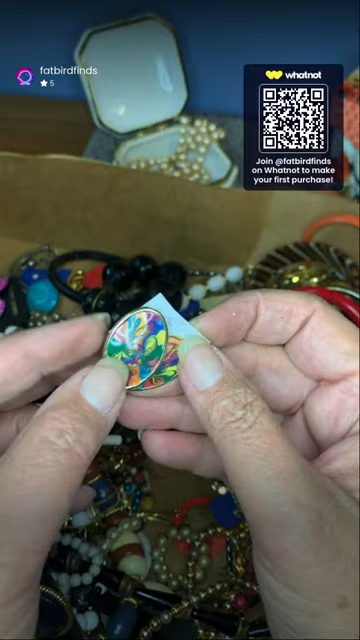 fatbirdfinds
★ 5
whatnot
Join @fatbirdfinds
on Whatnot to make
your first purchase!